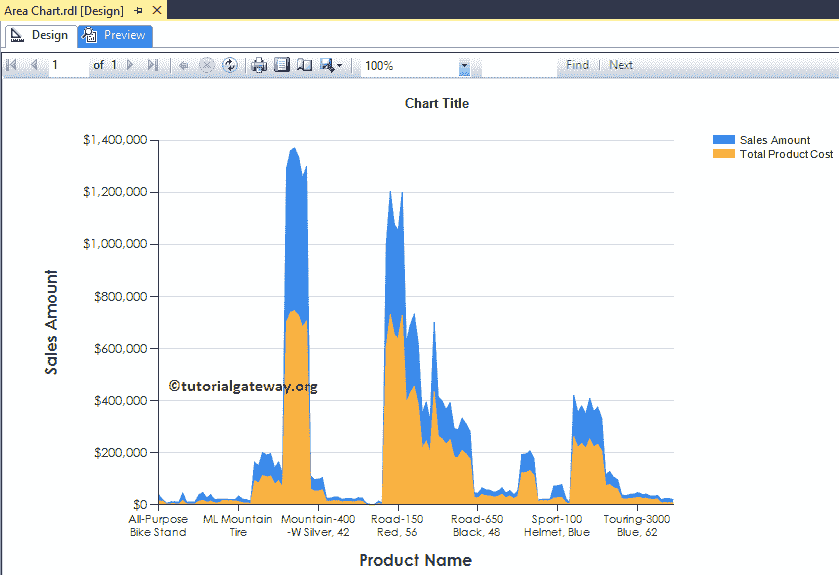 Area Chart.rdl [Design]
Design
Preview
1
of 1
100%
Find
Next
Chart Title
Sales Amount
Total Product Cost
$1,400,000
$1,200,000
$1,000,000
$800,000
$600,000
$400,000
$200,000
$0
Sales Amount
©tutorialgateway.org
All-Purpose
Bike Stand
ML Mountain
Tire
Mountain-400
-W Silver, 42
Road-150
Red, 56
Road-650
Black, 48
Sport-100
Helmet, Blue
Touring-3000
Blue, 62
Product Name